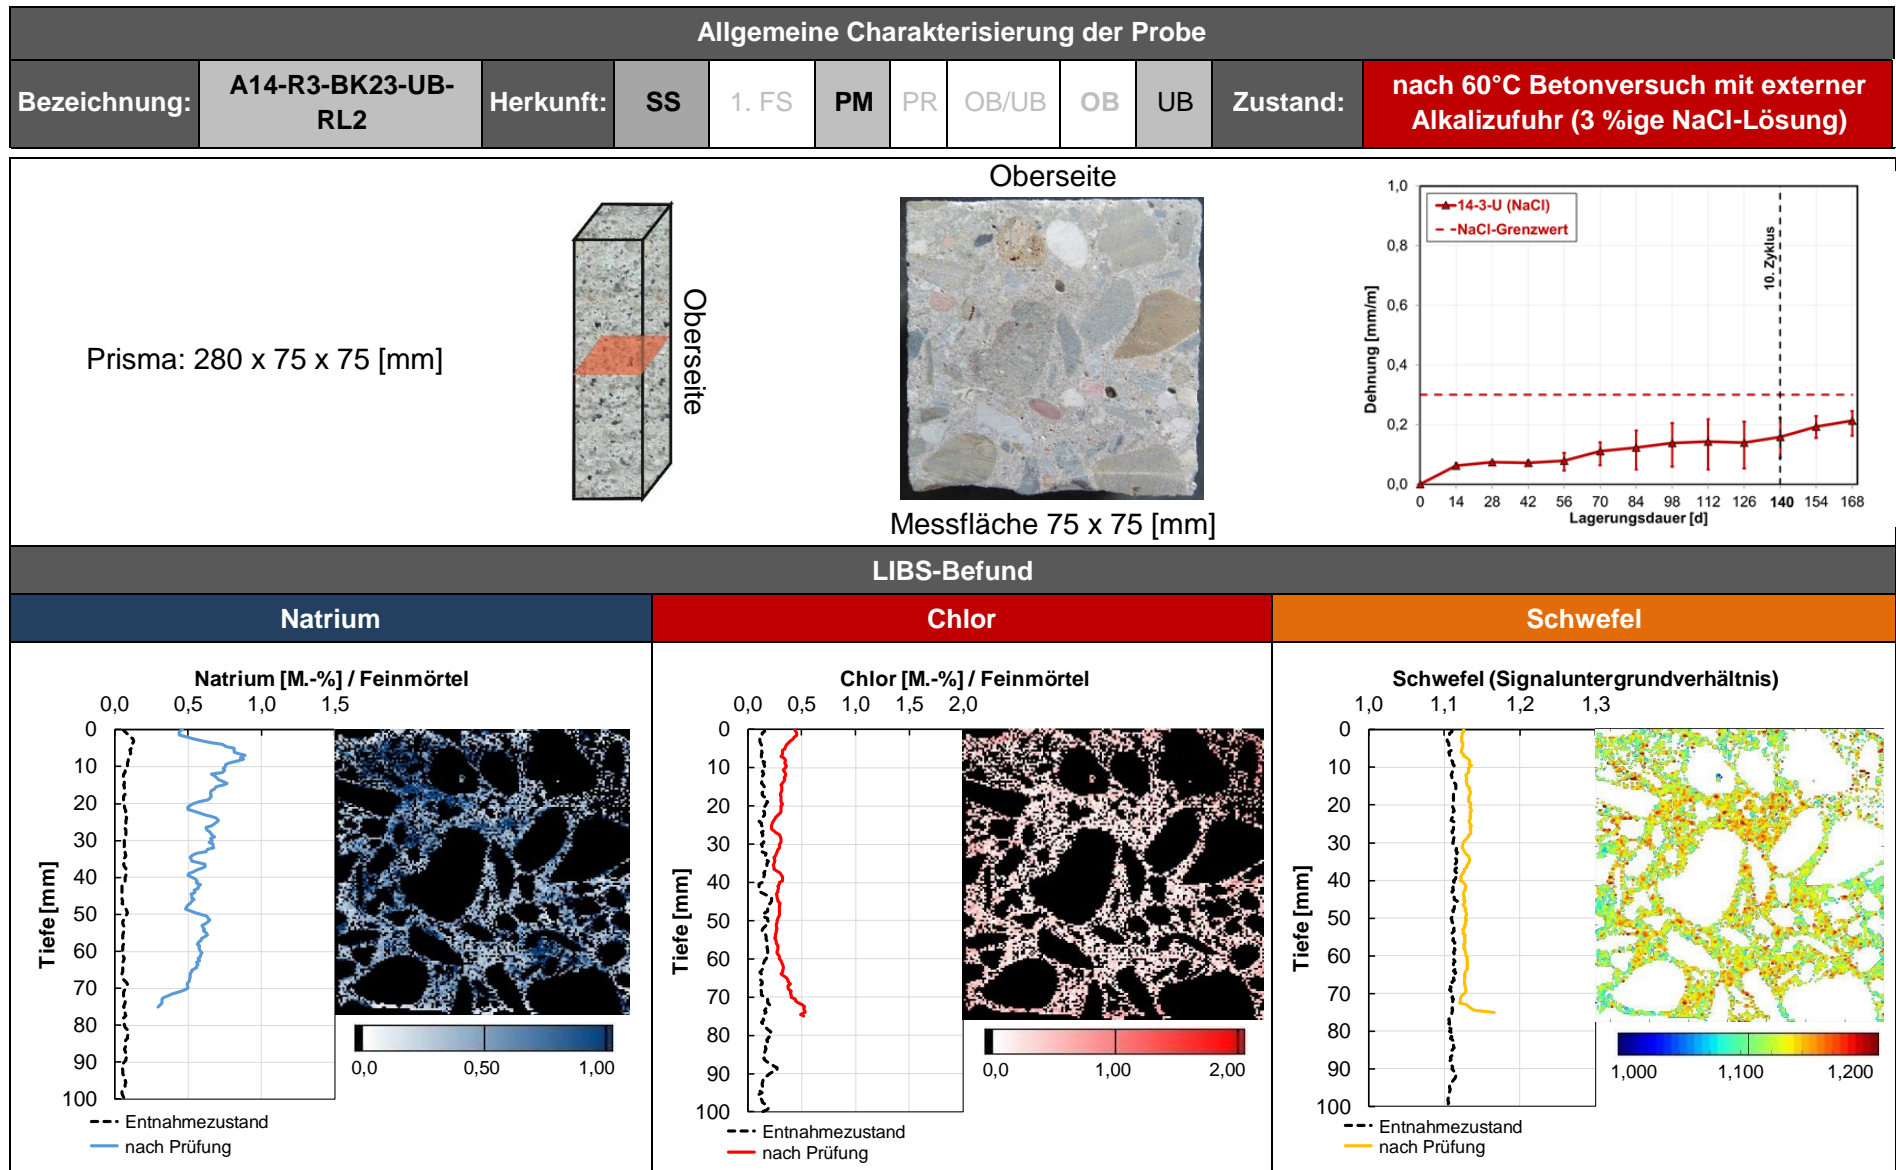 Allgemeine Charakterisierung der Probe
Bezeichnung:
A14-R3-BK23-UB-
RL2
Herkunft:
SS
1. FS
PM
PR
OB/UB
OB
UB
Zustand:
nach 60°C Betonversuch mit externer
Alkalizufuhr (3 %ige NaCl-Lösung)
Prisma: 280 x 75 x 75 [mm]
Oberseite
Oberseite
Messfläche 75 x 75 [mm]
14-3-U (NaCl)
NaCl-Grenzwert
10. Zyklus
Dehnung [mm/m]
1,0
0,8
0,6
0,4
0,2
0,0
0 14 28 42 56 70 84 98 112 126 140 154 168
Lagerungsdauer [d]
LIBS-Befund
Natrium
Chlor
Schwefel
Natrium [M.-%] / Feinmörtel
0,0 0,5 1,0 1,5
Tiefe [mm]
0
10
20
30
40
50
60
70
80
90
100
0,0 0,50 1,00
Entnahmezustand
nach Prüfung
Chlor [M.-%] / Feinmörtel
0,0 0,5 1,0 1,5 2,0
Tiefe [mm]
0
10
20
30
40
50
60
70
80
90
100
0,0 1,00 2,00
Entnahmezustand
nach Prüfung
Schwefel (Signaluntergrundverhältnis)
1,0 1,1 1,2 1,3
Tiefe [mm]
0
10
20
30
40
50
60
70
80
90
100
1,000 1,100 1,200
Entnahmezustand
nach Prüfung